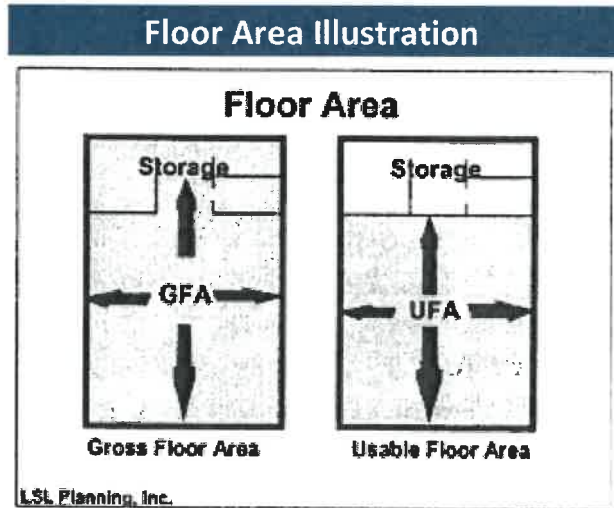 Floor Area Illustration
Floor Area
Storage
GFA
Gross Floor Area
Storage
UFA
Usable Floor Area
LSL Planning, Inc.